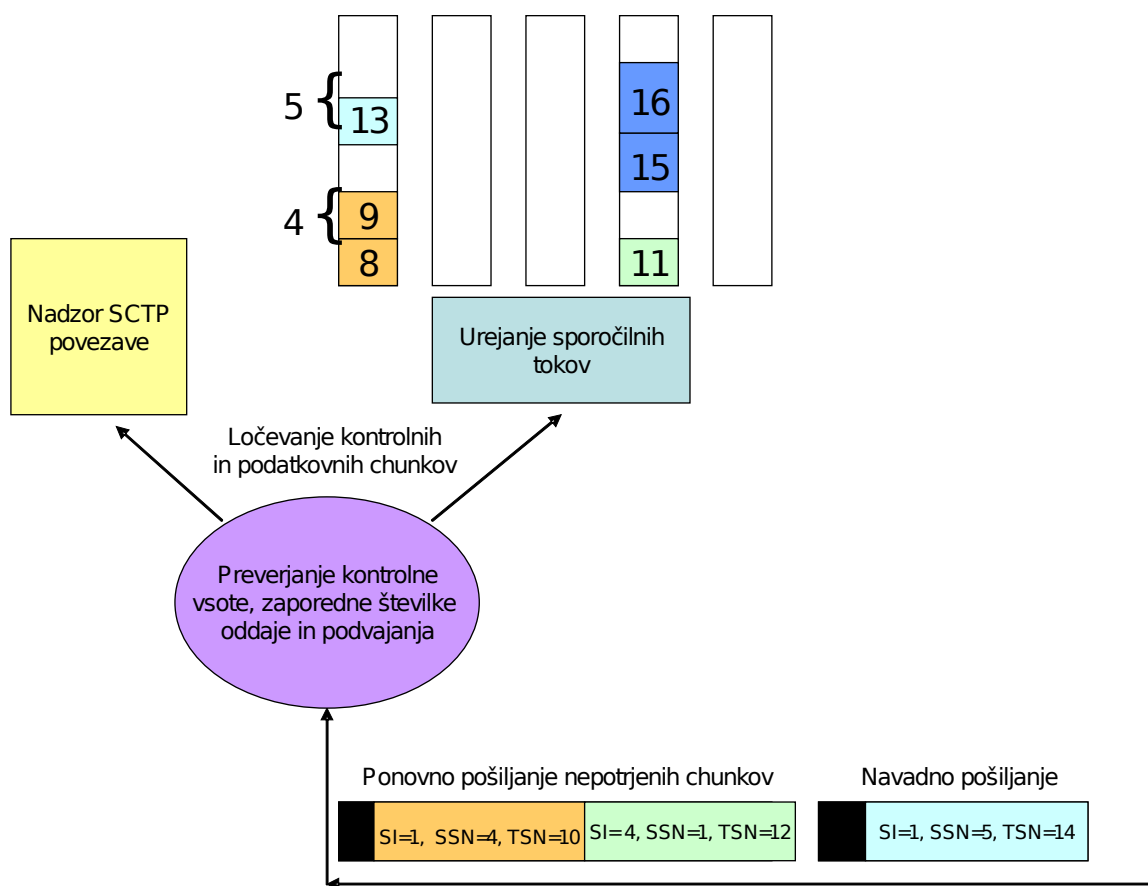 5
13
16
15
4
9
8
11
Nadzor SCTP
povezave
Urejanje sporočilnih
tokov
Ločevanje kontrolnih
in podatkovnih chunkov
Preverjanje kontrolne
vsote, zaporedne številke
oddaje in podvajanja
Ponovno pošiljanje nepotrjenih chunkov
Navadno pošiljanje
SI=1, SSN=4, TSN=10
SI=4, SSN=1, TSN=12
SI=1, SSN=5, TSN=14